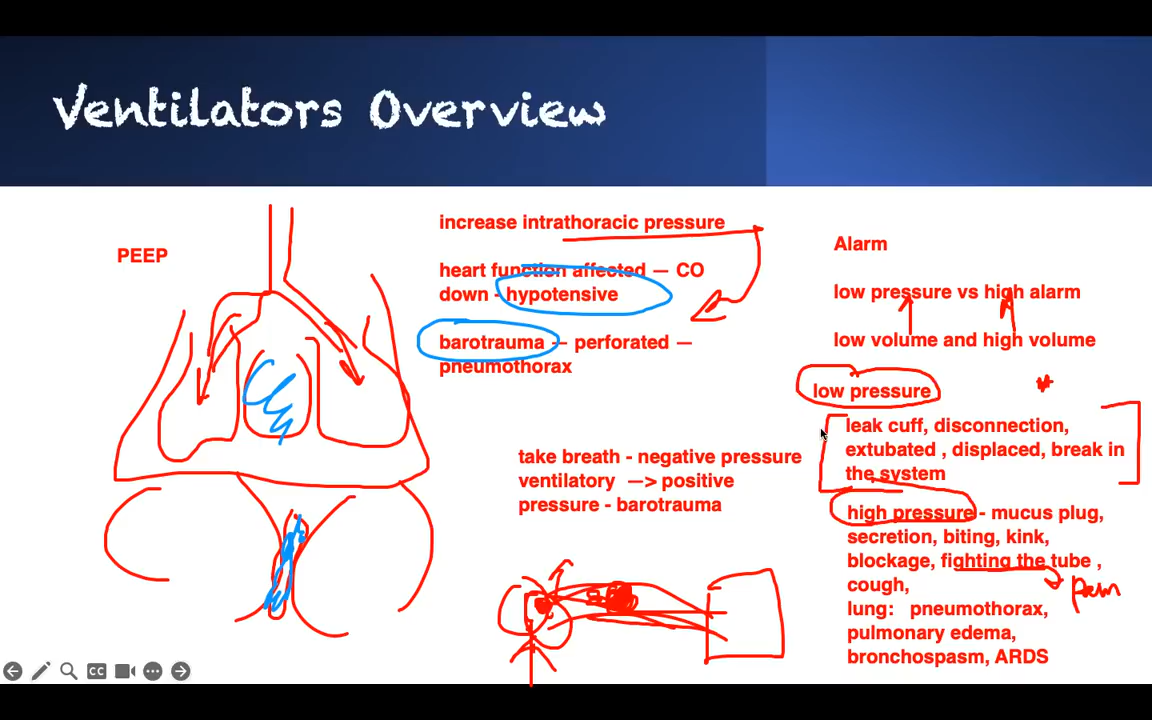 Ventilators Overview
PEEP
increase intrathoracic pressure
heart function affected — CO
down - hypotensive
barotrauma — perforated —
pneumothorax
take breath - negative pressure
ventilatory —> positive
pressure - barotrauma
Alarm
low pressure vs high alarm
low volume and high volume
low pressure
leak cuff, disconnection,
extubated , displaced, break in
the system
high pressure - mucus plug,
secretion, biting, kink,
blockage, fighting the tube ,
cough,
lung: pneumothorax,
pulmonary edema,
bronchospasm, ARDS
Pain
CC